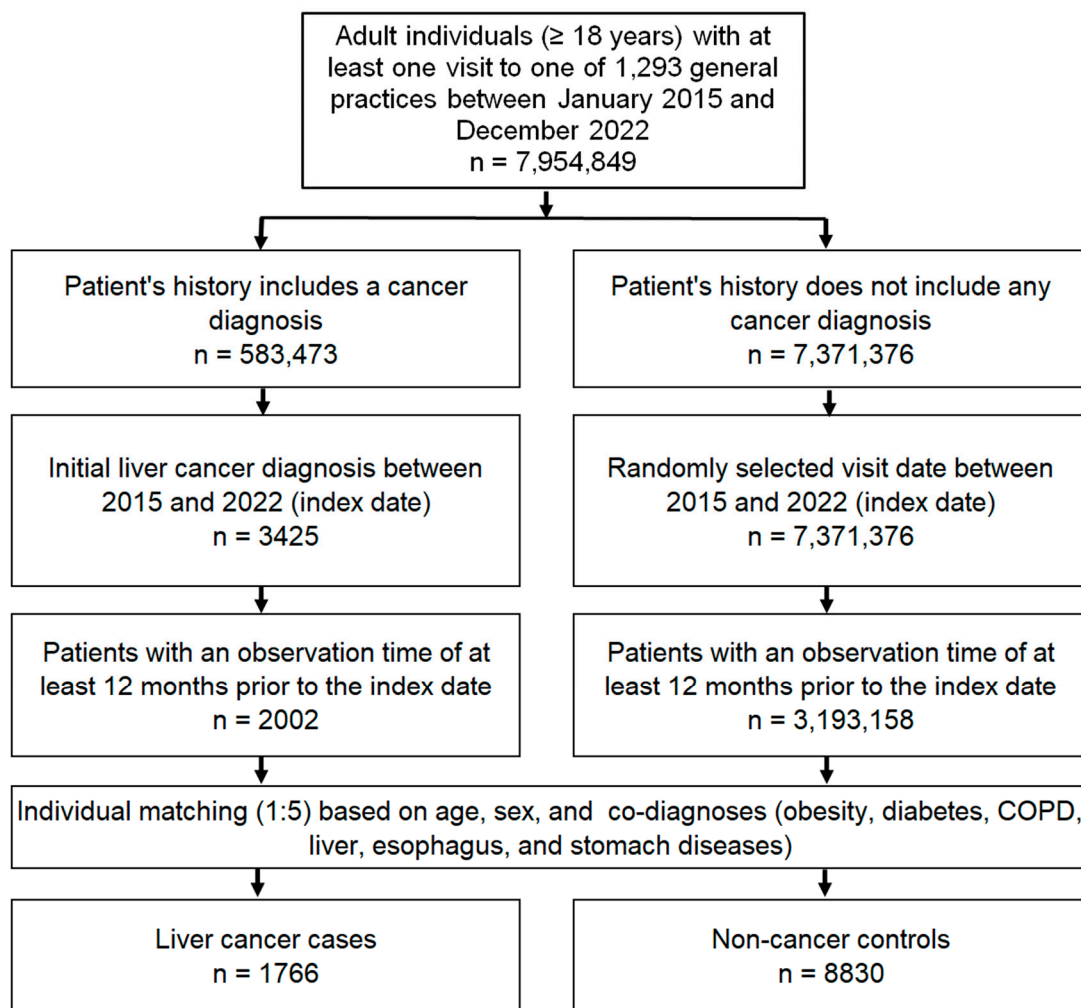 Adult individuals (≥ 18 years) with at
least one visit to one of 1,293 general
practices between January 2015 and
December 2022
n = 7,954,849
Patient's history includes a cancer
diagnosis
n = 583,473
Patient's history does not include any
cancer diagnosis
n = 7,371,376
Initial liver cancer diagnosis between
2015 and 2022 (index date)
n = 3425
Randomly selected visit date between
2015 and 2022 (index date)
n = 7,371,376
Patients with an observation time of at
least 12 months prior to the index date
n = 2002
Patients with an observation time of at
least 12 months prior to the index date
n = 3,193,158
Individual matching (1:5) based on age, sex, and co-diagnoses (obesity, diabetes, COPD,
liver, esophagus, and stomach diseases)
Liver cancer cases
n = 1766
Non-cancer controls
n = 8830